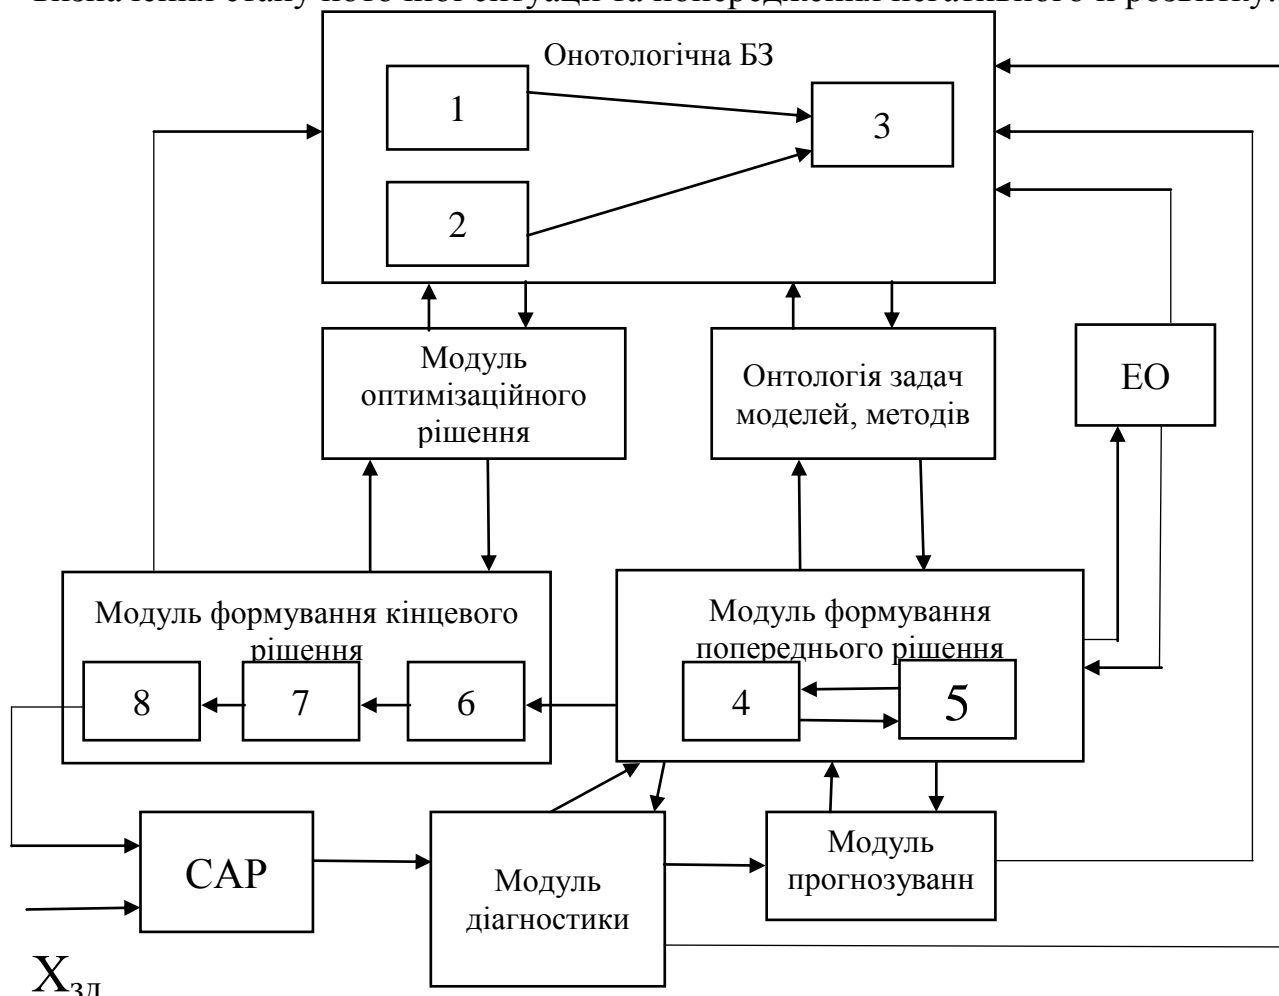 Онотологічна БЗ
1
3
2
Модуль
оптимізаційного
рішення
Онтологія задач
моделей, методів
ЕО
Модуль формування кінцевого
рішення
8
7
6
Модуль формування
попереднього рішення
4
5
САР
Модуль
діагностики
Модуль
прогнозуванн
Хзд